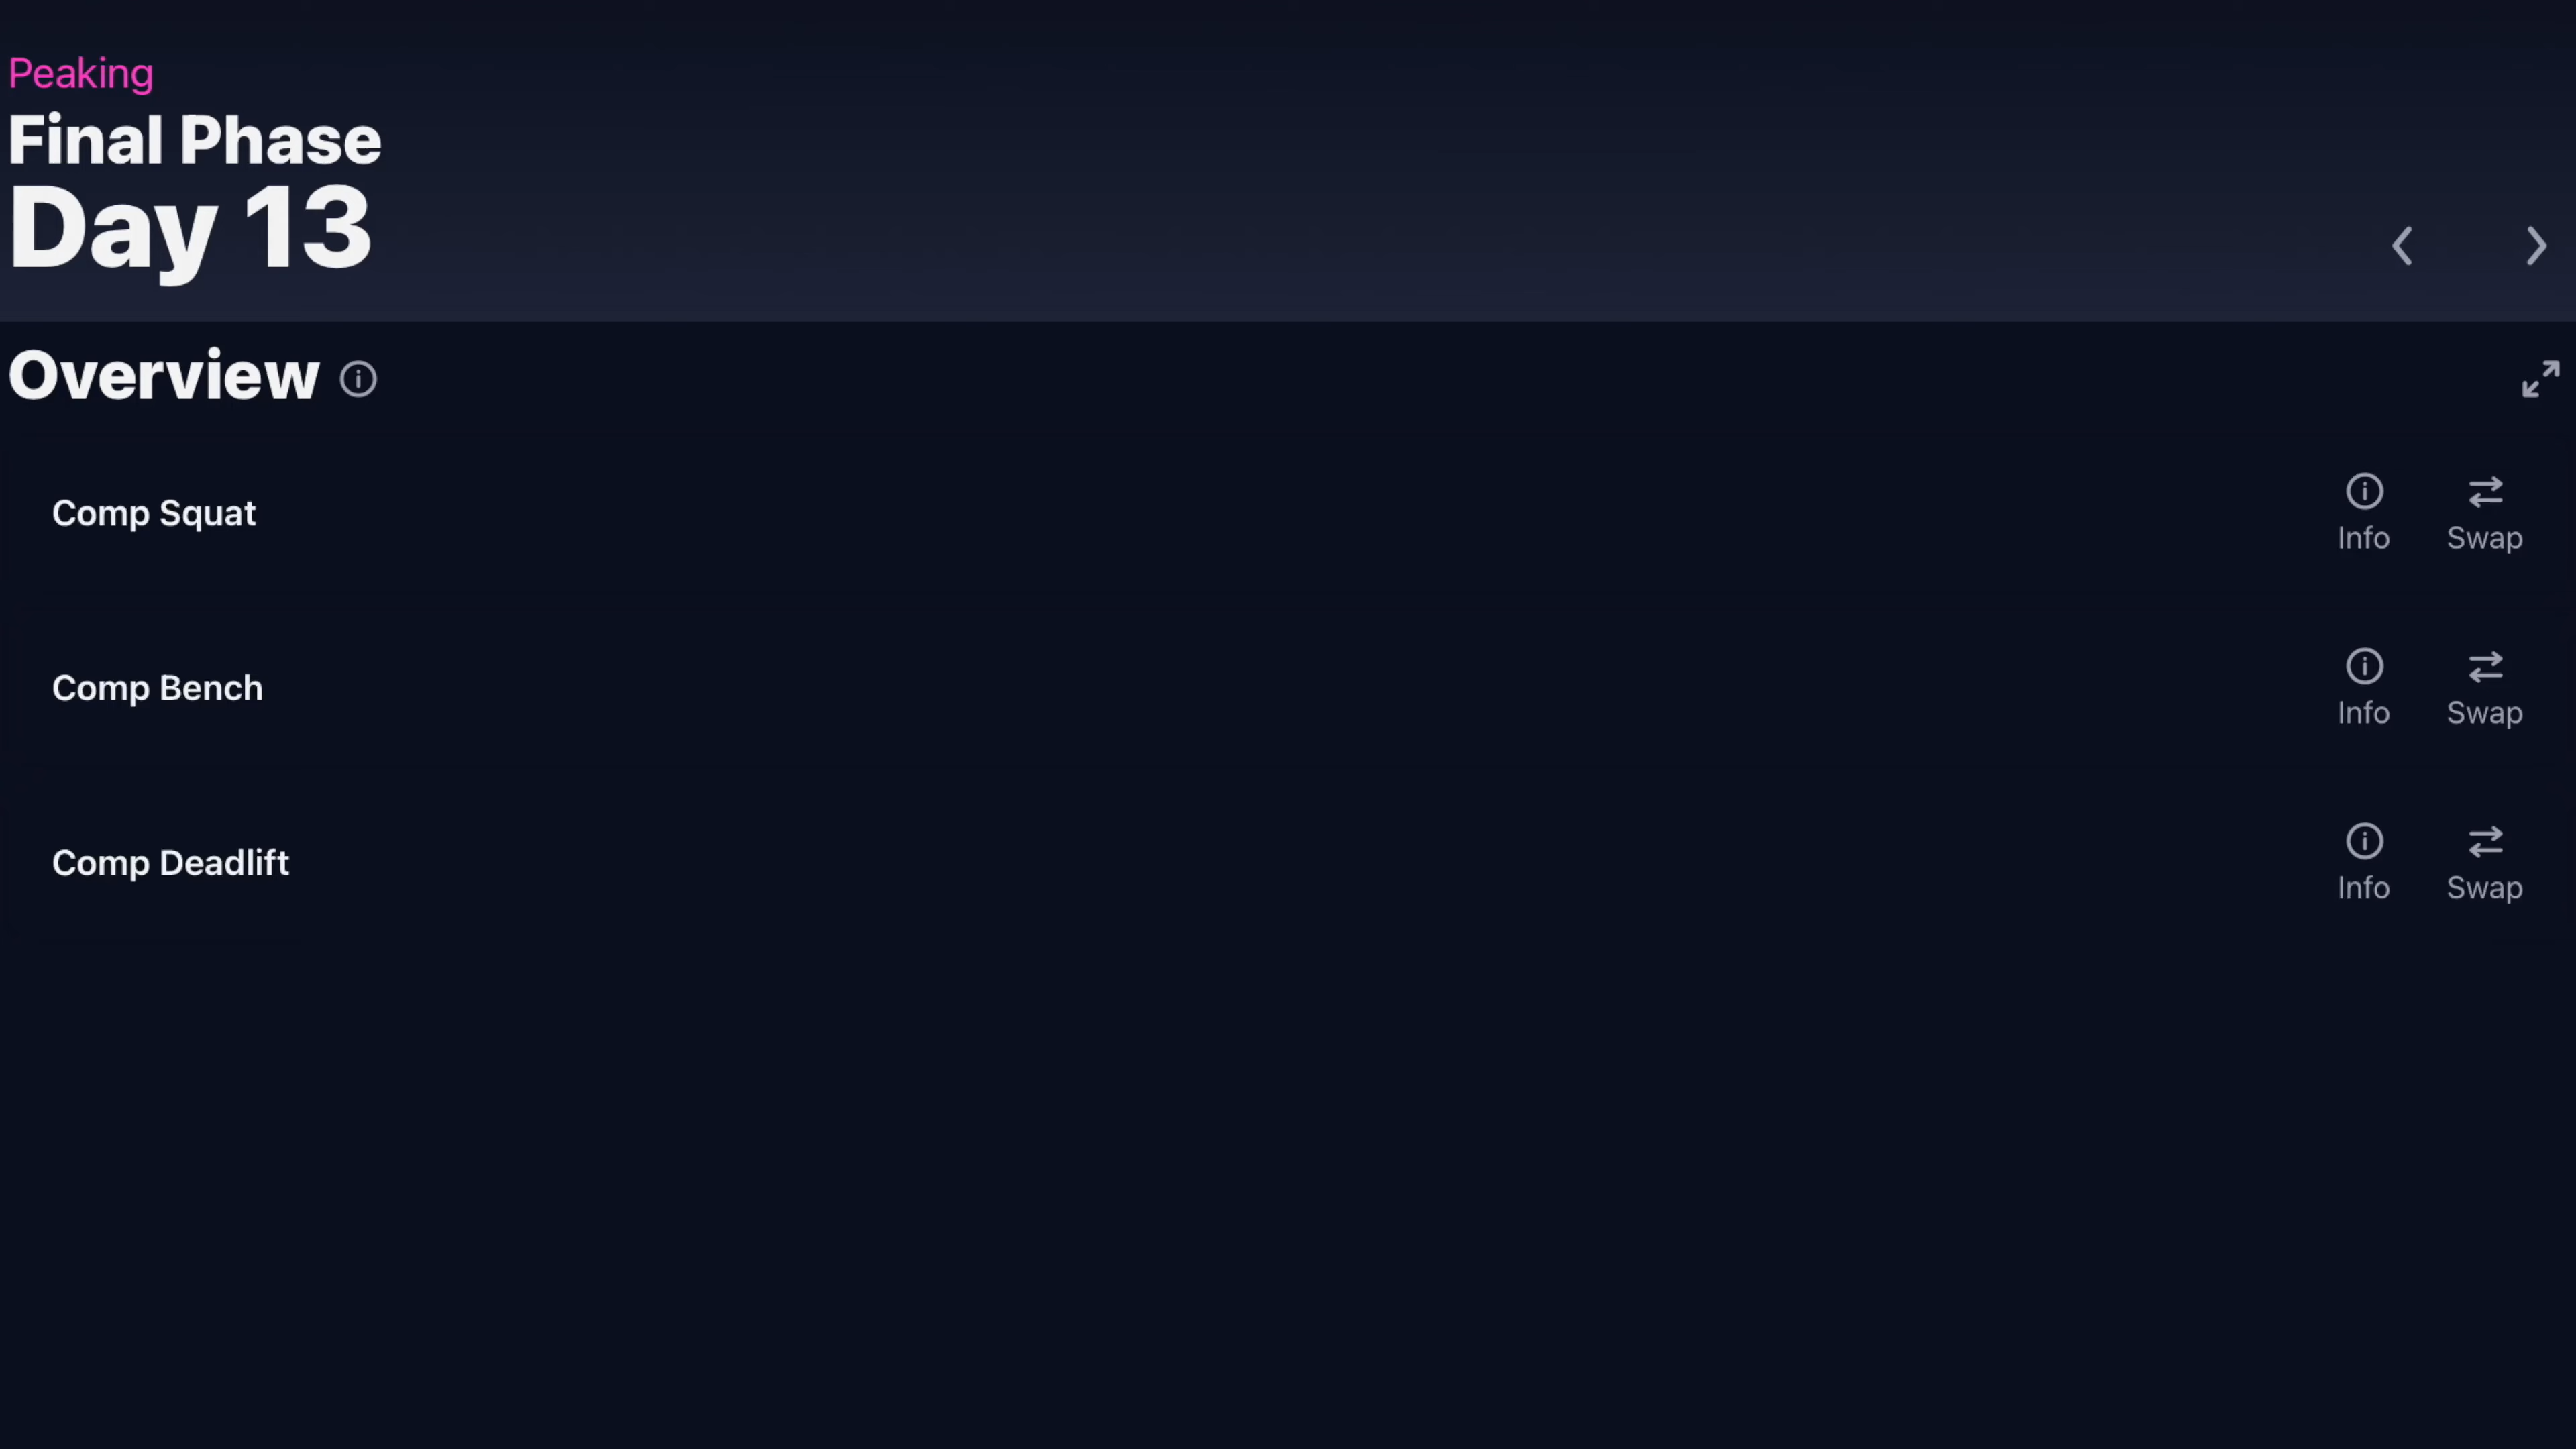 Peaking
Final Phase
Day 13
Overview
Comp Squat
Info
Swap
Comp Bench
Info
Swap
Comp Deadlift
Info
Swap